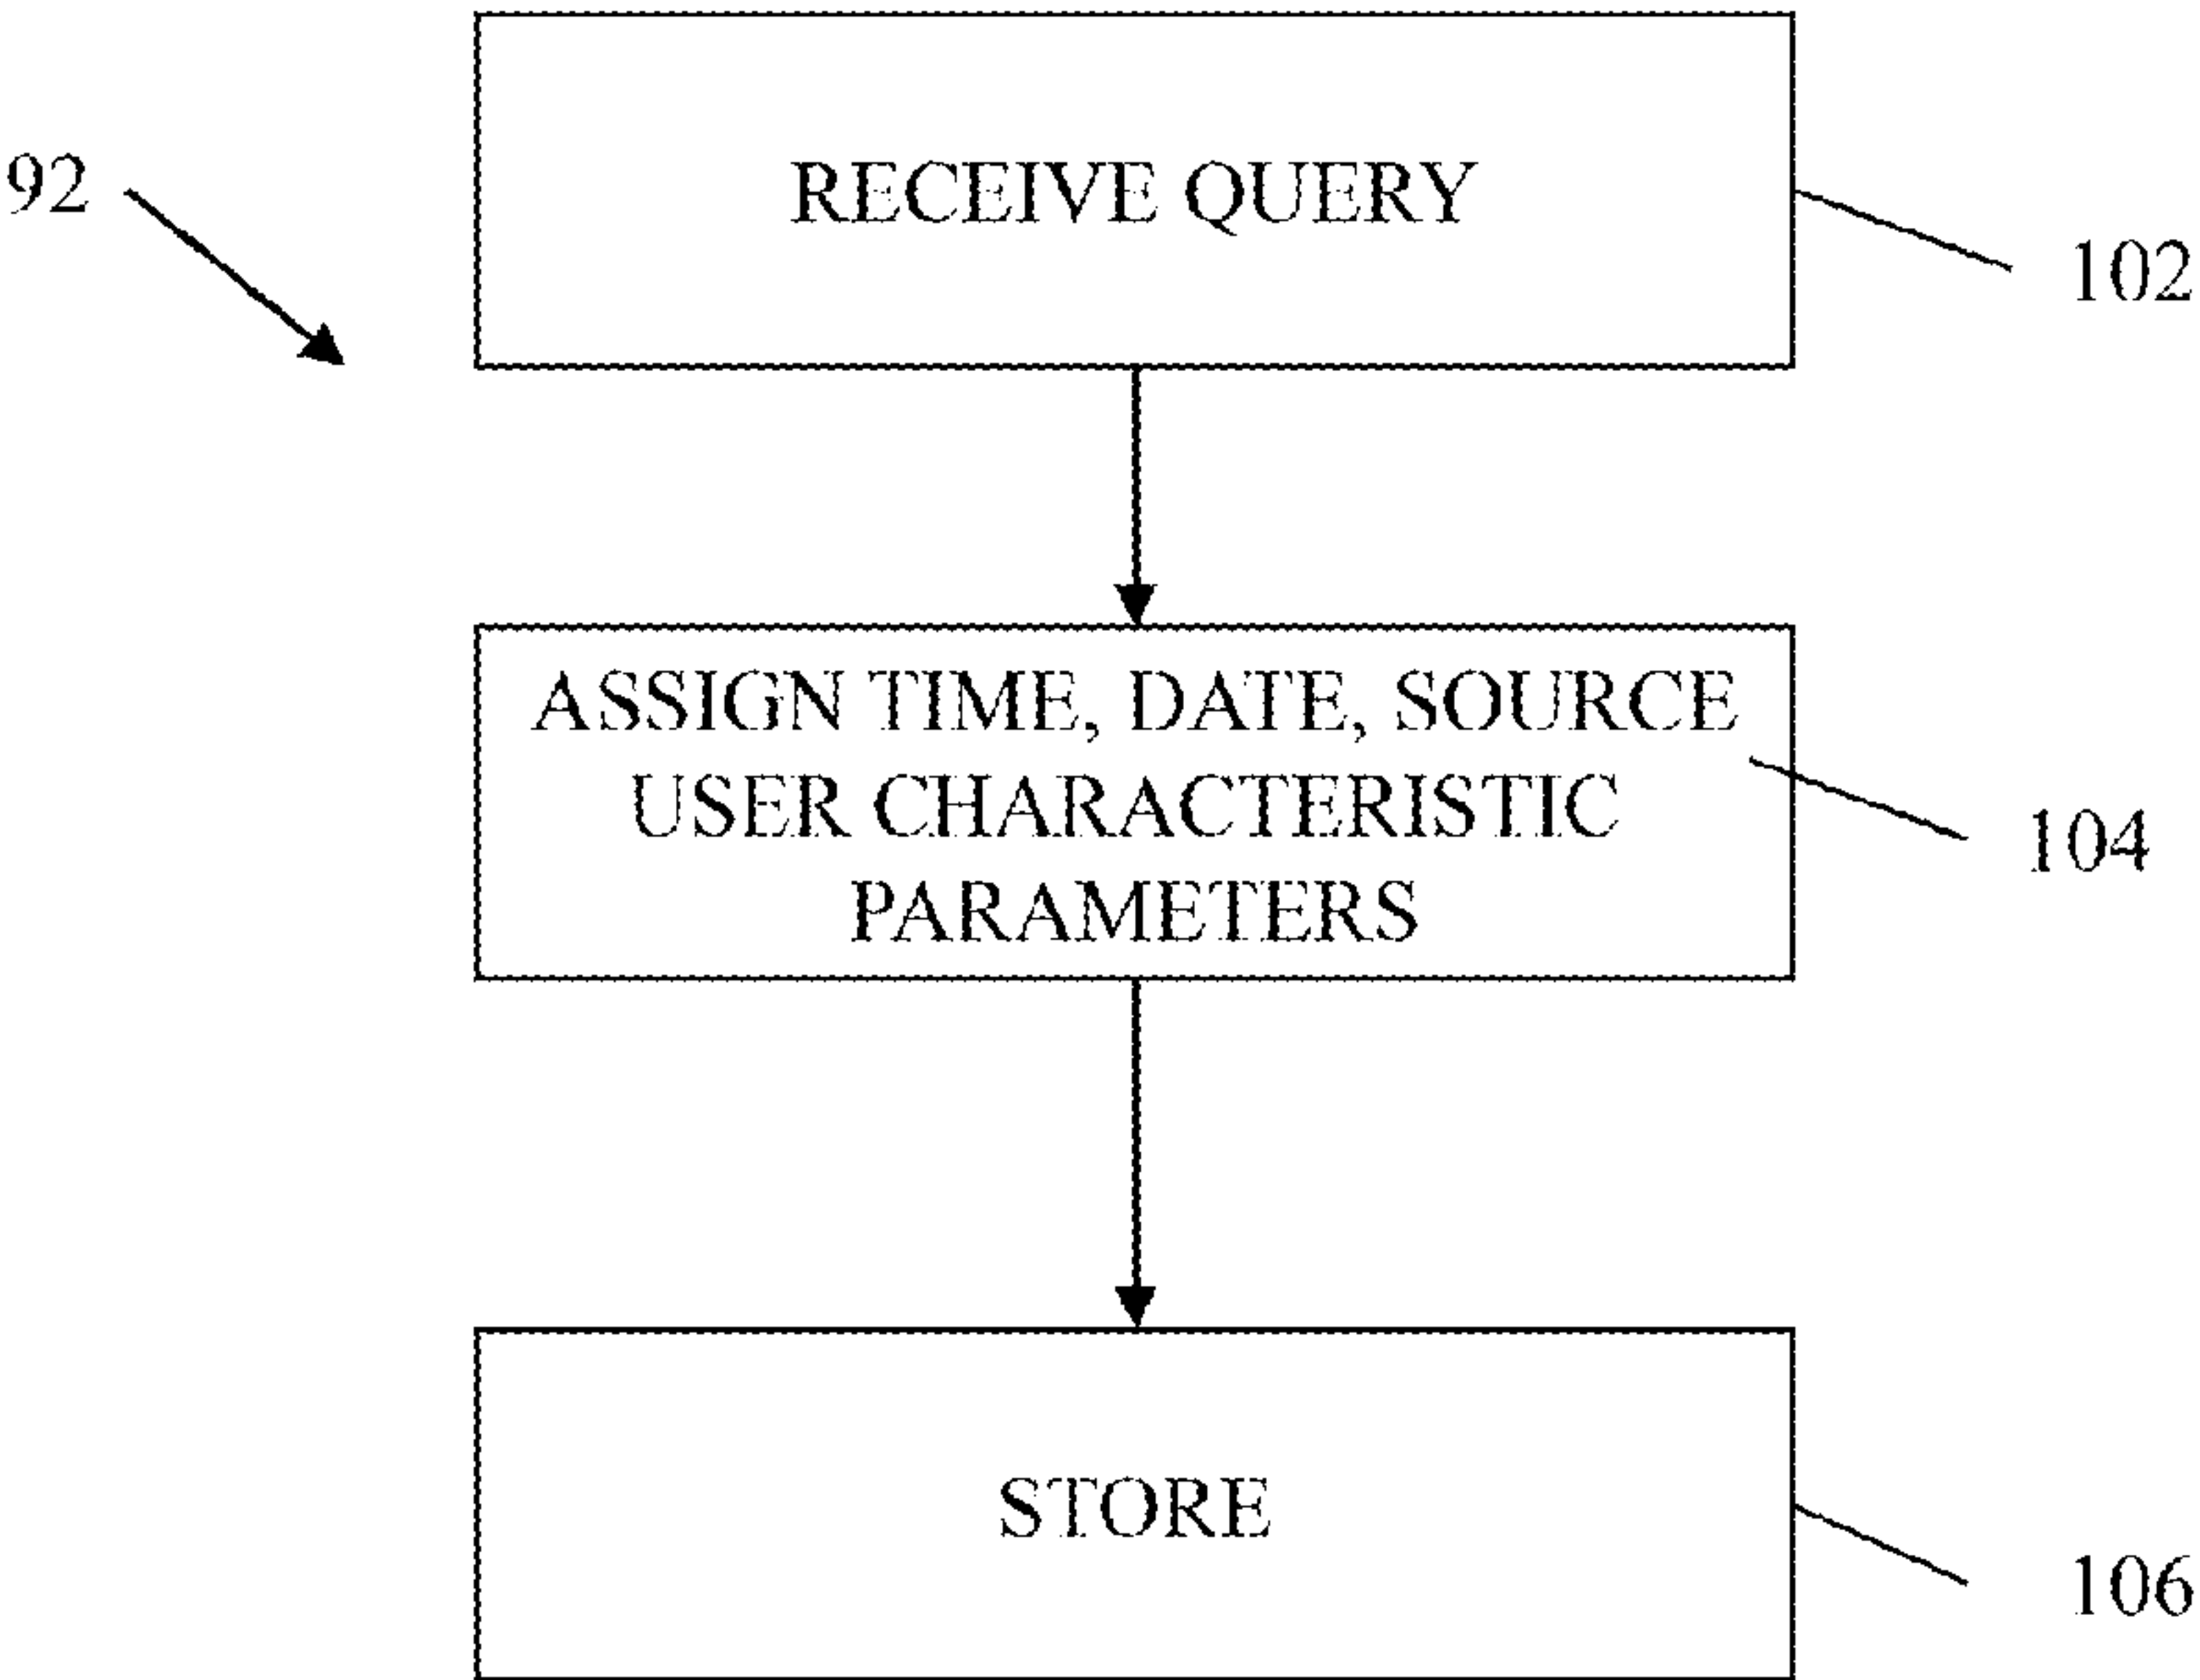 92
RECEIVE QUERY
102
ASSIGN TIME, DATE, SOURCE
USER CHARACTERISTIC
PARAMETERS
104
STORE
106